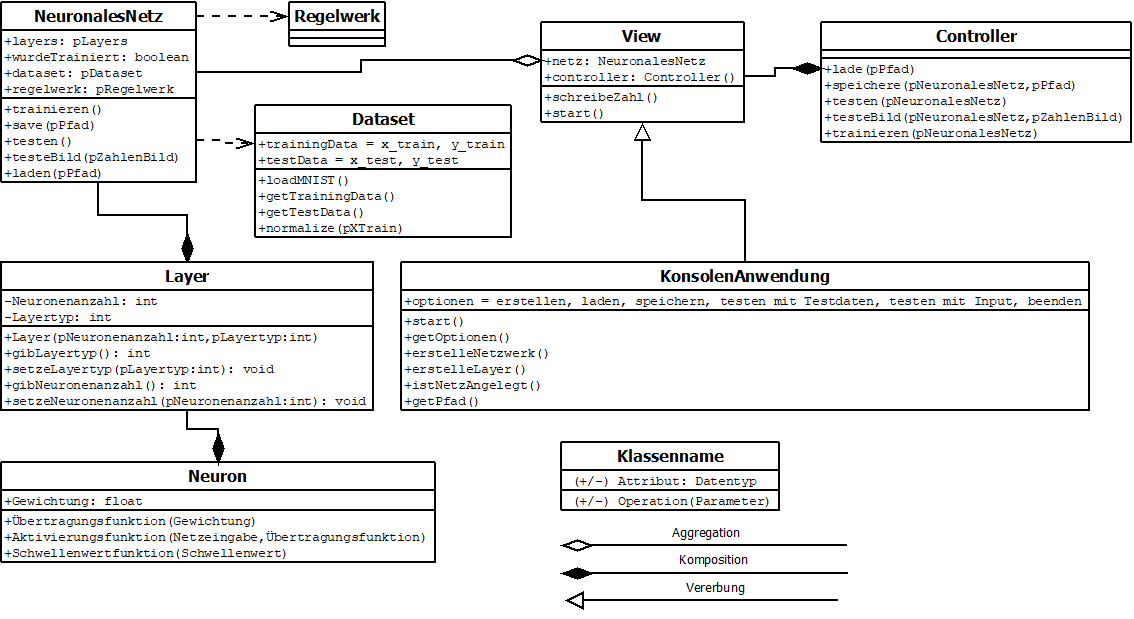 NeuronalesNetz
+layers: pLayers
+wurdeTrainiert: boolean
+dataset: pDataset
+regelwerk: pRegelwerk
+trainieren()
+save(pPfad)
+testen()
+testeBild(pZahlenBild)
+laden(pPfad)
Regelwerk
View
+netz: NeuronalesNetz
+controller: Controller()
+schreibeZahl()
+start()
Controller
+lade(pPfad)
+speichere(pNeuronalesNetz,pPfad)
+testen(pNeuronalesNetz)
+testeBild(pNeuronalesNetz,pZahlenBild)
+trainieren(pNeuronalesNetz)
Dataset
+trainingData = x_train, y_train
+testData = x_test, y_test
+loadMNIST()
+getTrainingData()
+getTestData()
+normalize(pXTrain)
Layer
-Neuronenanzahl: int
-Layertyp: int
+Layer(pNeuronenanzahl:int,pLayertyp:int)
+gibLayertyp(): int
+setzeLayertyp(pLayertyp:int): void
+gibNeuronenanzahl(): int
+setzeNeuronenanzahl(pNeuronenanzahl:int): void
KonsolenAnwendung
+optionen = erstellen, laden, speichern, testen mit Testdaten, testen mit Input, beenden
+start()
+getOptionen()
+erstelleNetzwerk()
+erstelleLayer()
+istNetzAngelegt()
+getPfad()
Neuron
+Gewichtung: float
+Übertragungsfunktion(Gewichtung)
+Aktivierungsfunktion(Netzeingabe,Übertragungsfunktion)
+Schwellenwertfunktion(Schwellenwert)
Klassenname
(+/-) Attribut: Datentyp
(+/-) Operation(Parameter)
Aggregation
Komposition
Vererbung